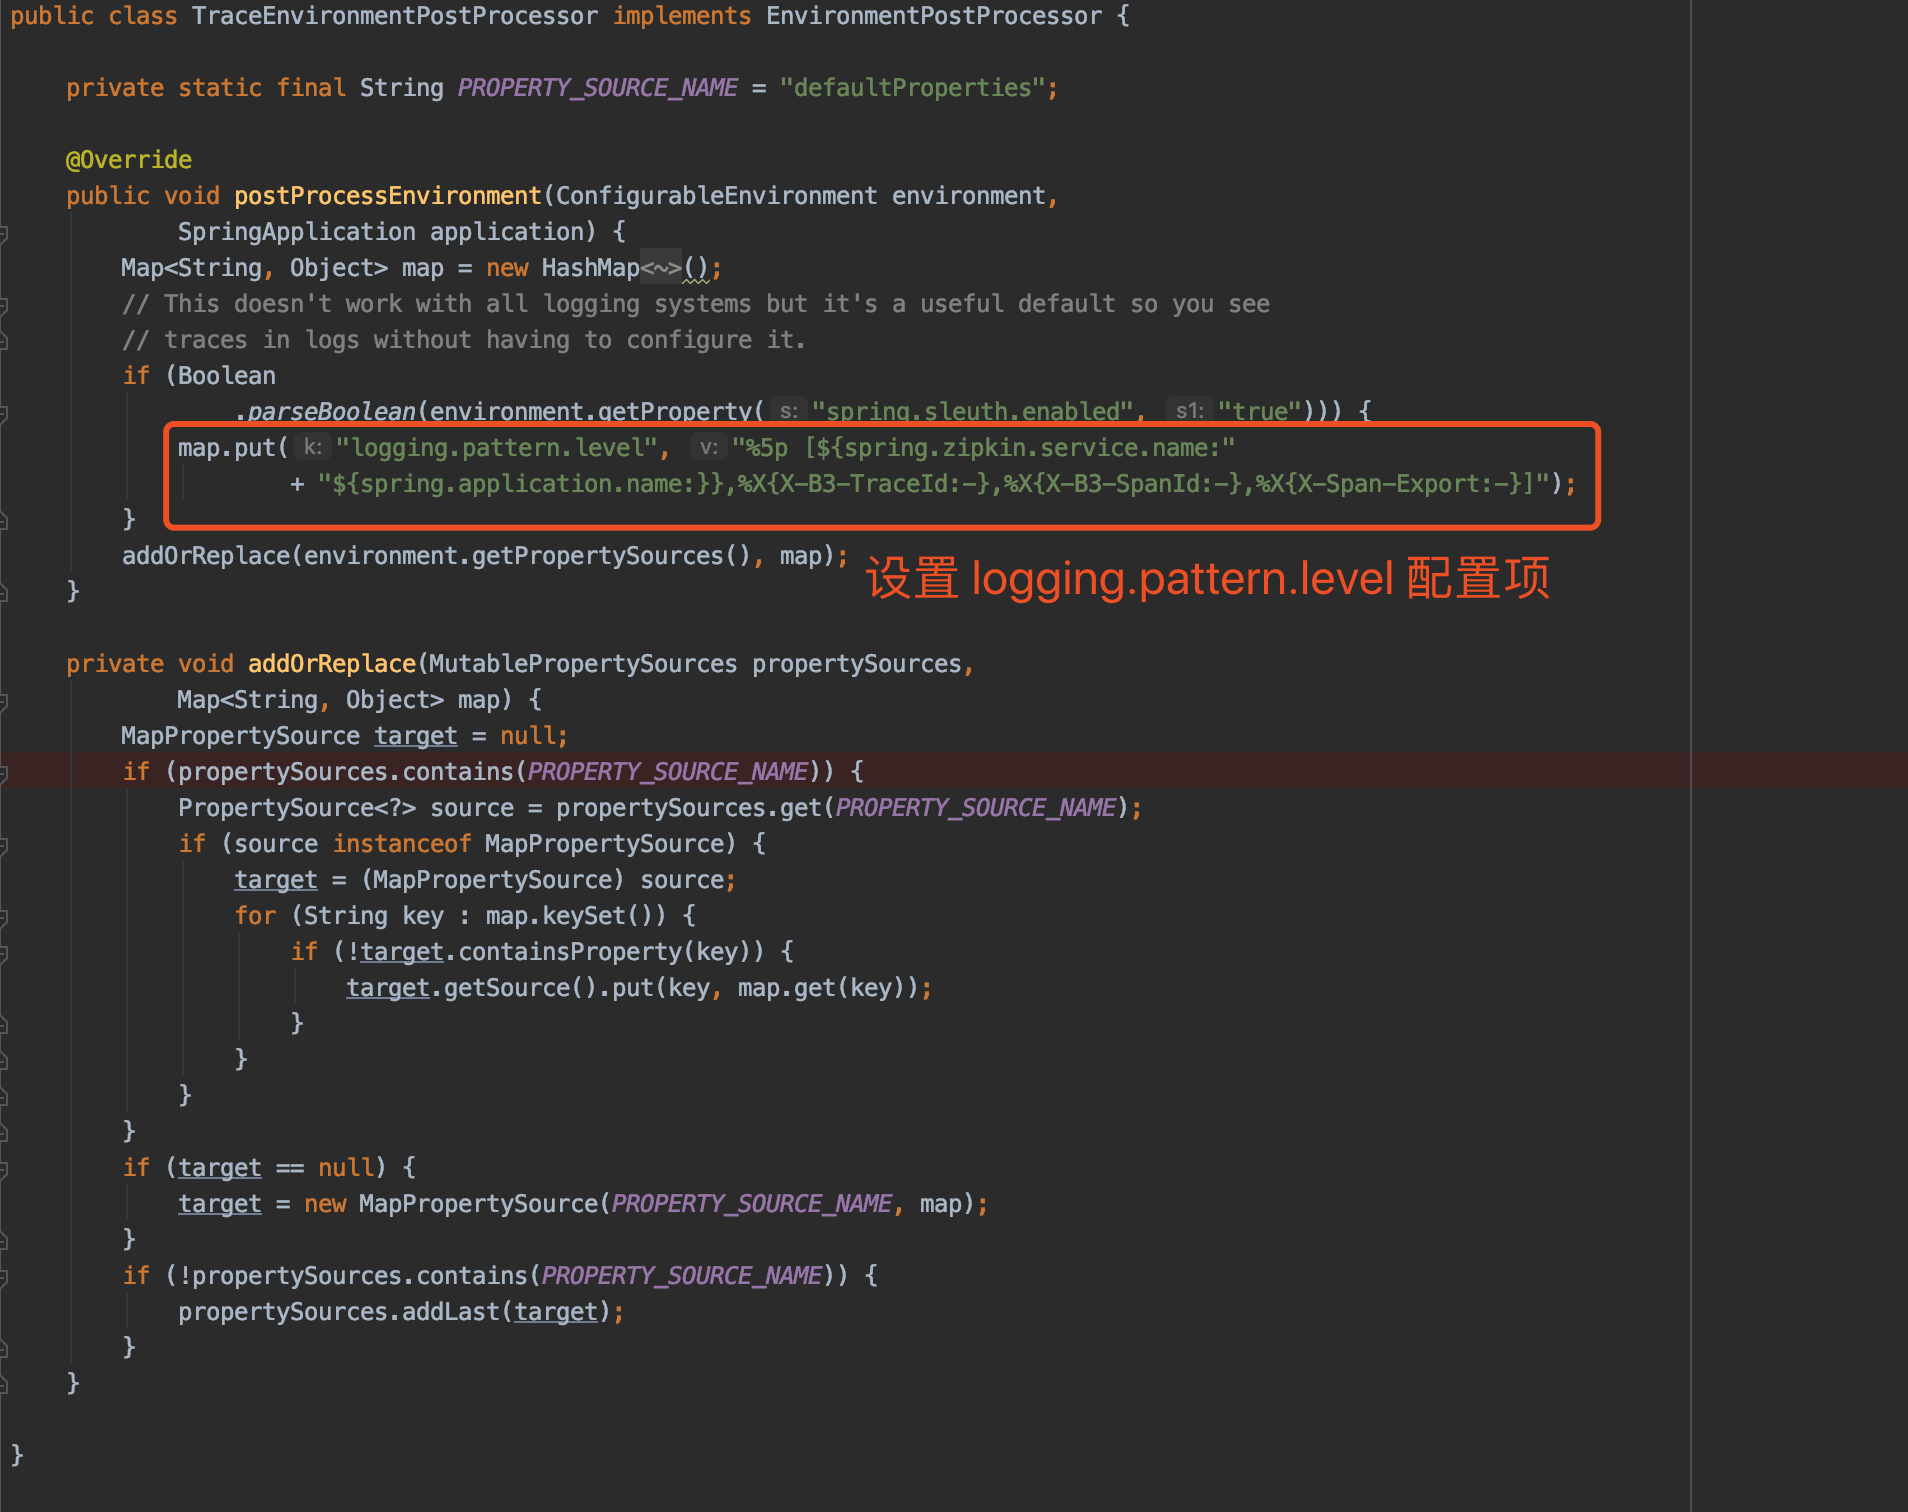 public class TraceEnvironmentPostProcessor implements EnvironmentPostProcessor {
private static final String PROPERTY_SOURCE_NAME = "defaultProperties";
@Override
public void postProcessEnvironment(ConfigurableEnvironment environment,
SpringApplication application) {
Map<String, Object> map = new HashMap<~>();
// This doesn't work with all logging systems but it's a useful default so you see
// traces in logs without having to configure it.
if (Boolean
.parseBoolean(environment.getProperty( s: "spring.sleuth.enabled", s1: "true"))) {
map.put( k: "logging.pattern.level", v: "%5p [${spring.zipkin.service.name:"
+ "${spring.application.name:}},%X{X-B3-TraceId:-},%X{X-B3-SpanId:-},%X{X-Span-Export:-}]");
}
addOrReplace(environment.getPropertySources(), map);
设置 logging.pattern.level 配置项
}
private void addOrReplace(MutablePropertySources propertySources,
Map<String, Object> map) {
MapPropertySource target = null;
if (propertySources.contains(PROPERTY_SOURCE_NAME)) {
PropertySource<?> source = propertySources.get(PROPERTY_SOURCE_NAME);
if (source instanceof MapPropertySource) {
target = (MapPropertySource) source;
for (String key : map.keySet()) {
if (!target.containsProperty(key)) {
target.getSource().put(key, map.get(key));
}
}
}
}
if (target == null) {
target = new MapPropertySource(PROPERTY_SOURCE_NAME, map);
}
if (!propertySources.contains(PROPERTY_SOURCE_NAME)) {
propertySources.addLast(target);
}
}
}